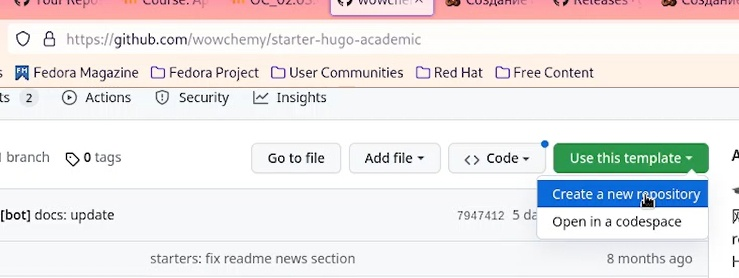 Your Repo
Course: Ap
OC_02.03.
wowche
Создание
Releases
Создани
https://github.com/wowchemy/starter-hugo-academic
s Fedora Magazine Fedora Project User Communities Red Hat Free Content
ts 2 Actions Security Insights
branch 0 tags Go to file Add file Code Use this template
Create a new repository
[bot] docs: update 7947412 5 da
Open in a codespace
starters: fix readme news section 8 months ago